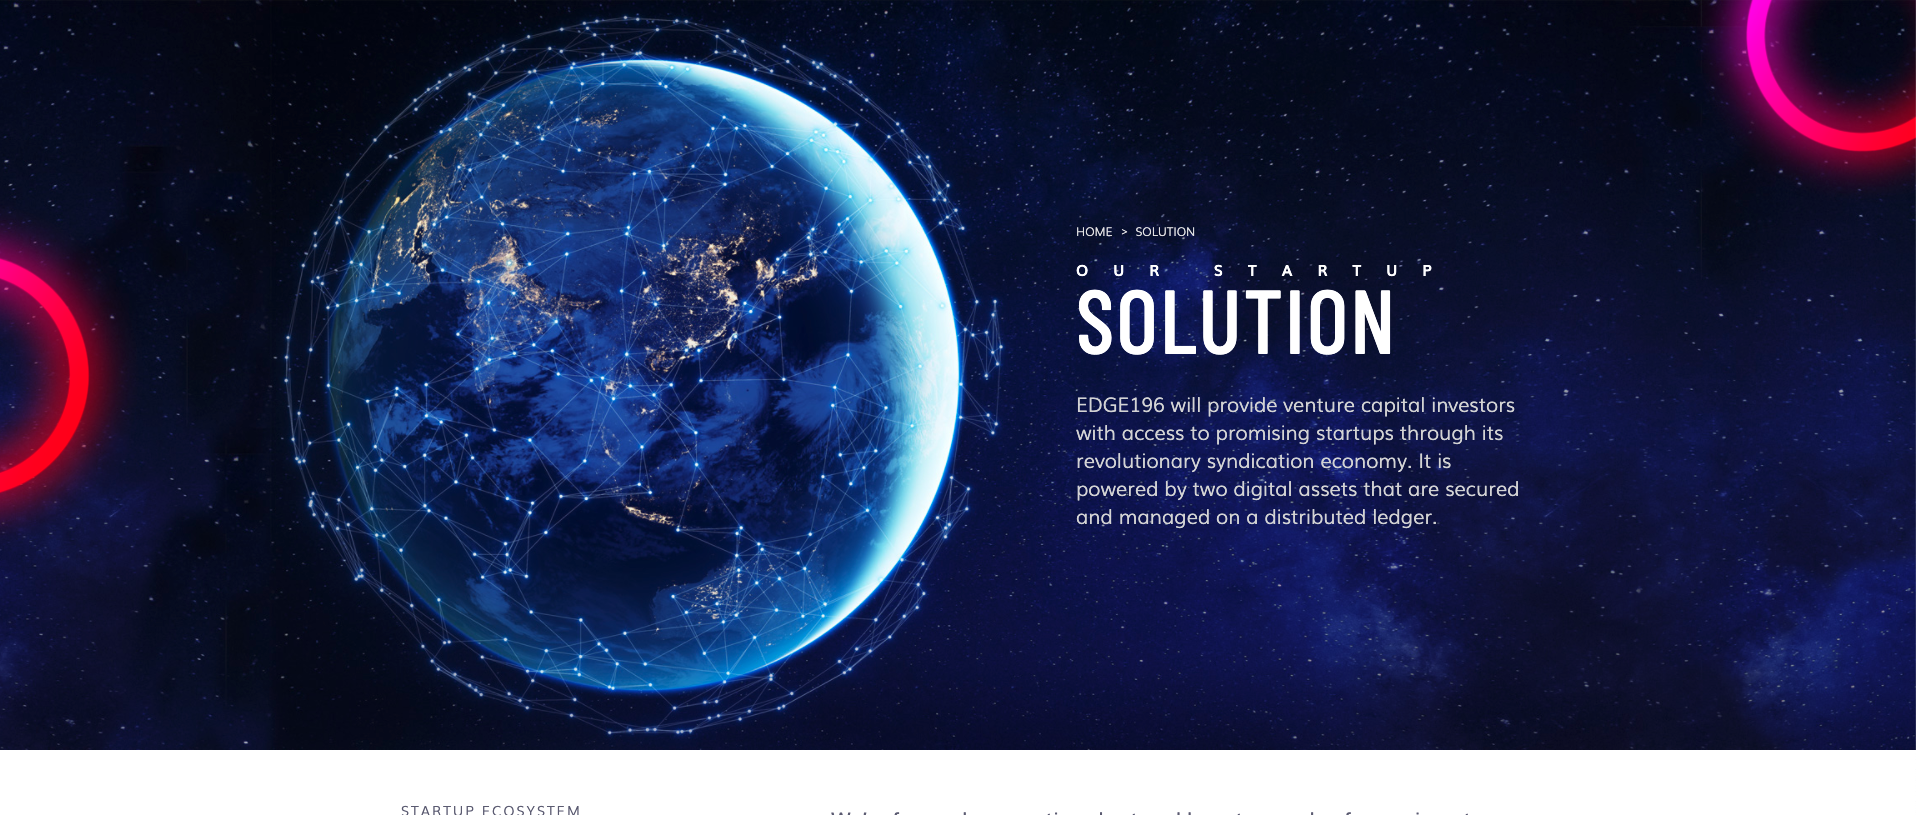 HOME > SOLUTION
OUR STARTUP
SOLUTION
EDGE196 will provide venture capital investors
with access to promising startups through its
revolutionary syndication economy. It is
powered by two digital assets that are secured
and managed on a distributed ledger.
STARTUP ECOSYSTEM